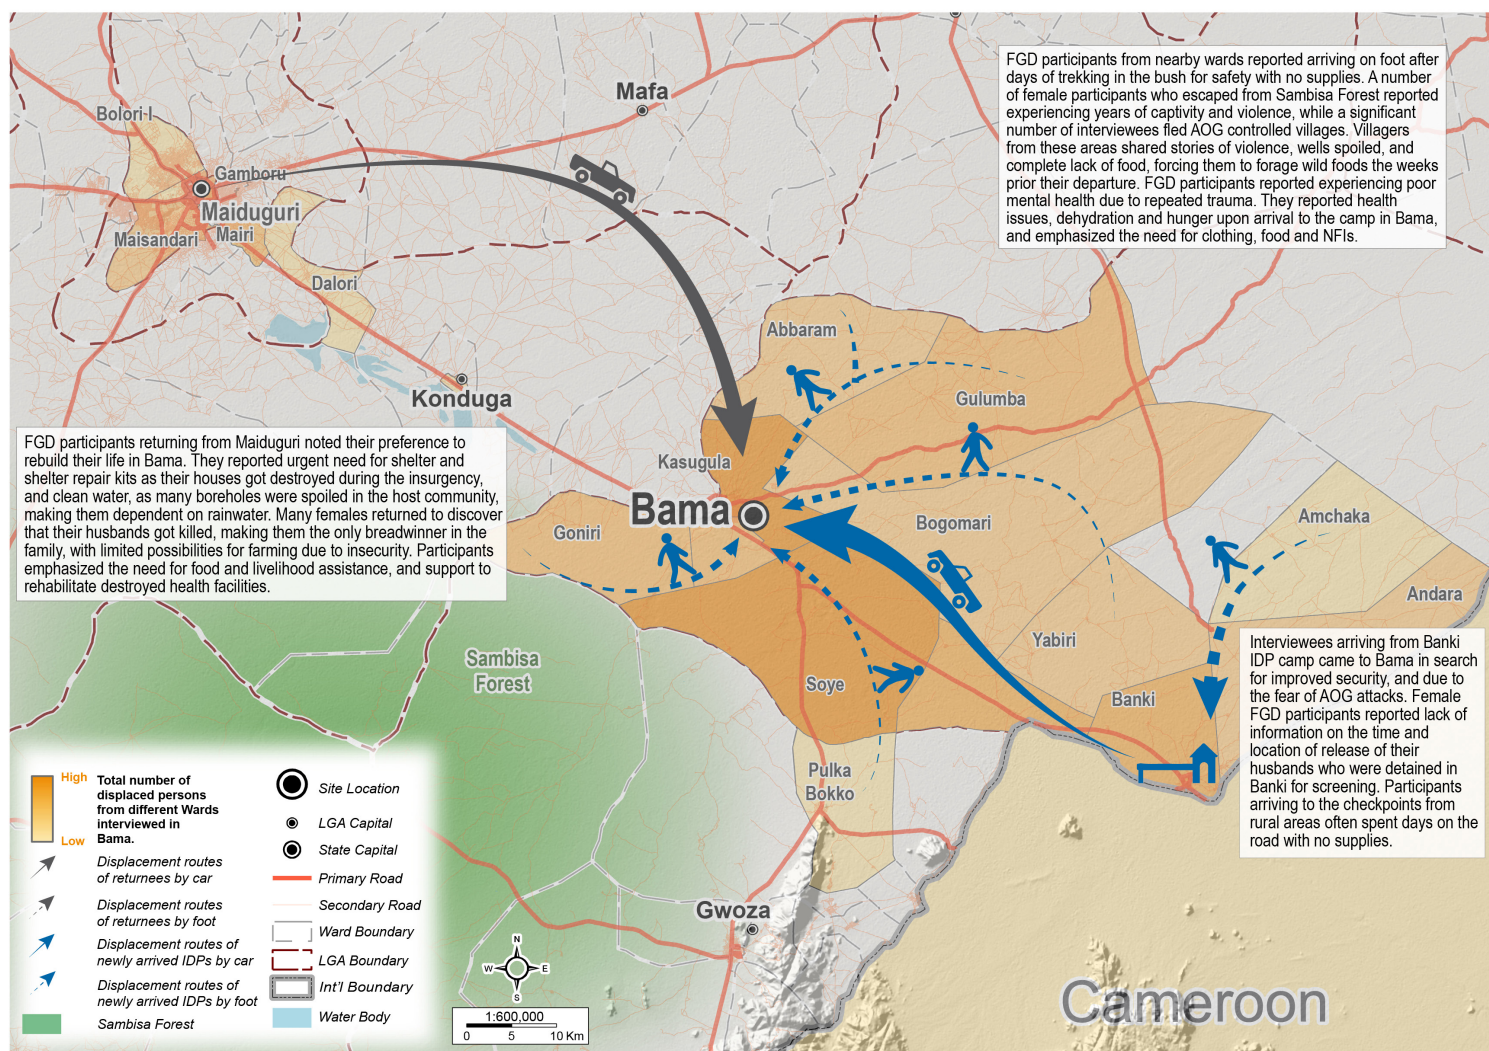 FGD participants from nearby wards reported arriving on foot after
days of trekking in the bush for safety with no supplies. A number
of female participants who escaped from Sambisa Forest reported
experiencing years of captivity and violence, while a significant
number of interviewees fled AOG controlled villages. Villagers
from these areas shared stories of violence, wells spoiled, and
complete lack of food, forcing them to forage wild foods the weeks
prior their departure. FGD participants reported experiencing poor
mental health due to repeated trauma. They reported health
issues, dehydration and hunger upon arrival to the camp in Bama,
and emphasized the need for clothing, food and NFIs.
Mafa
Bolori I
Gamboru
Maiduguri
Maisandari
Mairi
Dalori
Konduga
Abbaram
Gulumba
FGD participants returning from Maiduguri noted their preference to
rebuild their life in Bama. They reported urgent need for shelter and
shelter repair kits as their houses got destroyed during the insurgency,
and clean water, as many boreholes were spoiled in the host community,
making them dependent on rainwater. Many females returned to discover
that their husbands got killed, making them the only breadwinner in the
family, with limited possibilities for farming due to insecurity. Participants
emphasized the need for food and livelihood assistance, and support to
rehabilitate destroyed health facilities.
Kasugula
Bama
Goniri
Bogomari
Amchaka
Andara
Yabiri
Sambisa
Forest
Soye
Banki
Pulka
Bokko
Gwoza
Cameroon
Interviewees arriving from Banki
IDP camp came to Bama in search
for improved security, and due to
the fear of AOG attacks. Female
FGD participants reported lack of
information on the time and
location of release of their
husbands who were detained in
Banki for screening. Participants
arriving to the checkpoints from
rural areas often spent days on the
road with no supplies.
High
Low
Total number of
displaced persons
from different Wards
interviewed in
Bama.
Displacement routes
of returnees by car
Displacement routes
of returnees by foot
Displacement routes of
newly arrived IDPs by car
Displacement routes of
newly arrived IDPs by foot
Sambisa Forest
Site Location
LGA Capital
State Capital
Primary Road
Secondary Road
Ward Boundary
LGA Boundary
Int'l Boundary
Water Body
N
W E
S
1:600,000
0 5 10 Km